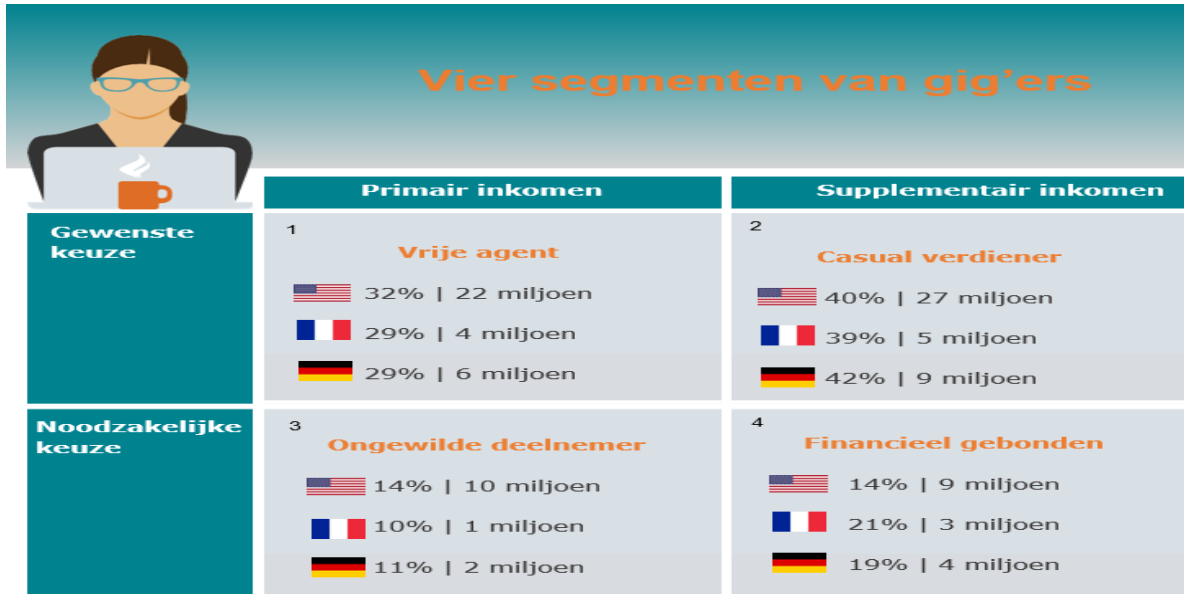 Vier segmenten van gig'ers
Primair inkomen
Supplementair inkomen
Gewenste
keuze
1
Vrije agent
32% | 22 miljoen
29% | 4 miljoen
29% | 6 miljoen
2
Casual verdiener
40% | 27 miljoen
39% | 5 miljoen
42% | 9 miljoen
Noodzakelijke
keuze
3
Ongewilde deelnemer
14% | 10 miljoen
10% | 1 miljoen
11% | 2 miljoen
4
Financieel gebonden
14% | 9 miljoen
21% | 3 miljoen
19% | 4 miljoen